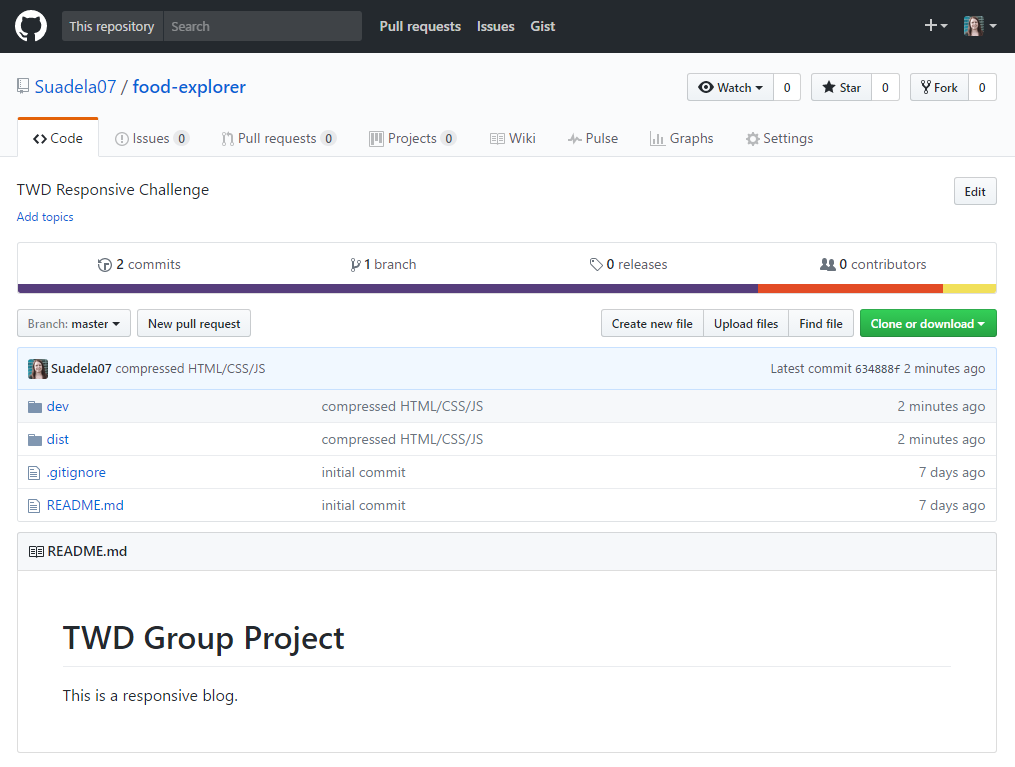 This repository Search Pull requests Issues Gist
Suadela07 / food-explorer Watch 0 Star 0 Fork 0
Code Issues 0 Pull requests 0 Projects 0 Wiki Pulse Graphs Settings
TWD Responsive Challenge Edit
Add topics
2 commits 1 branch 0 releases 0 contributors
Branch: master New pull request Create new file Upload files Find file Clone or download
Suadela07 compressed HTML/CSS/JS Latest commit 634888f 2 minutes ago
dev compressed HTML/CSS/JS 2 minutes ago
dist compressed HTML/CSS/JS 2 minutes ago
.gitignore initial commit 7 days ago
README.md initial commit 7 days ago
README.md
TWD Group Project
This is a responsive blog.